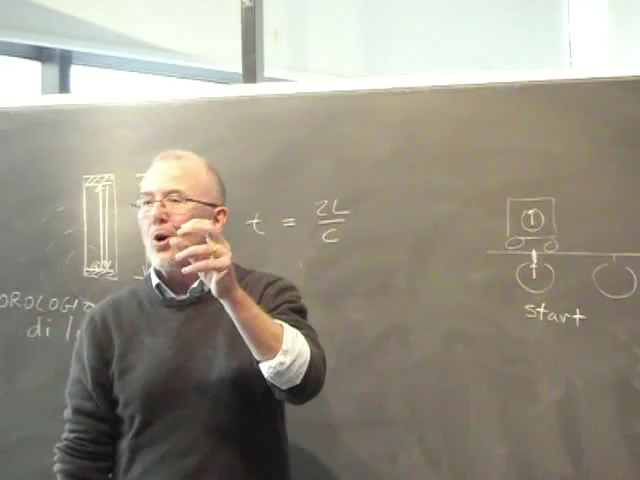 t = 2L/C
OROLOGIO
di
1
start